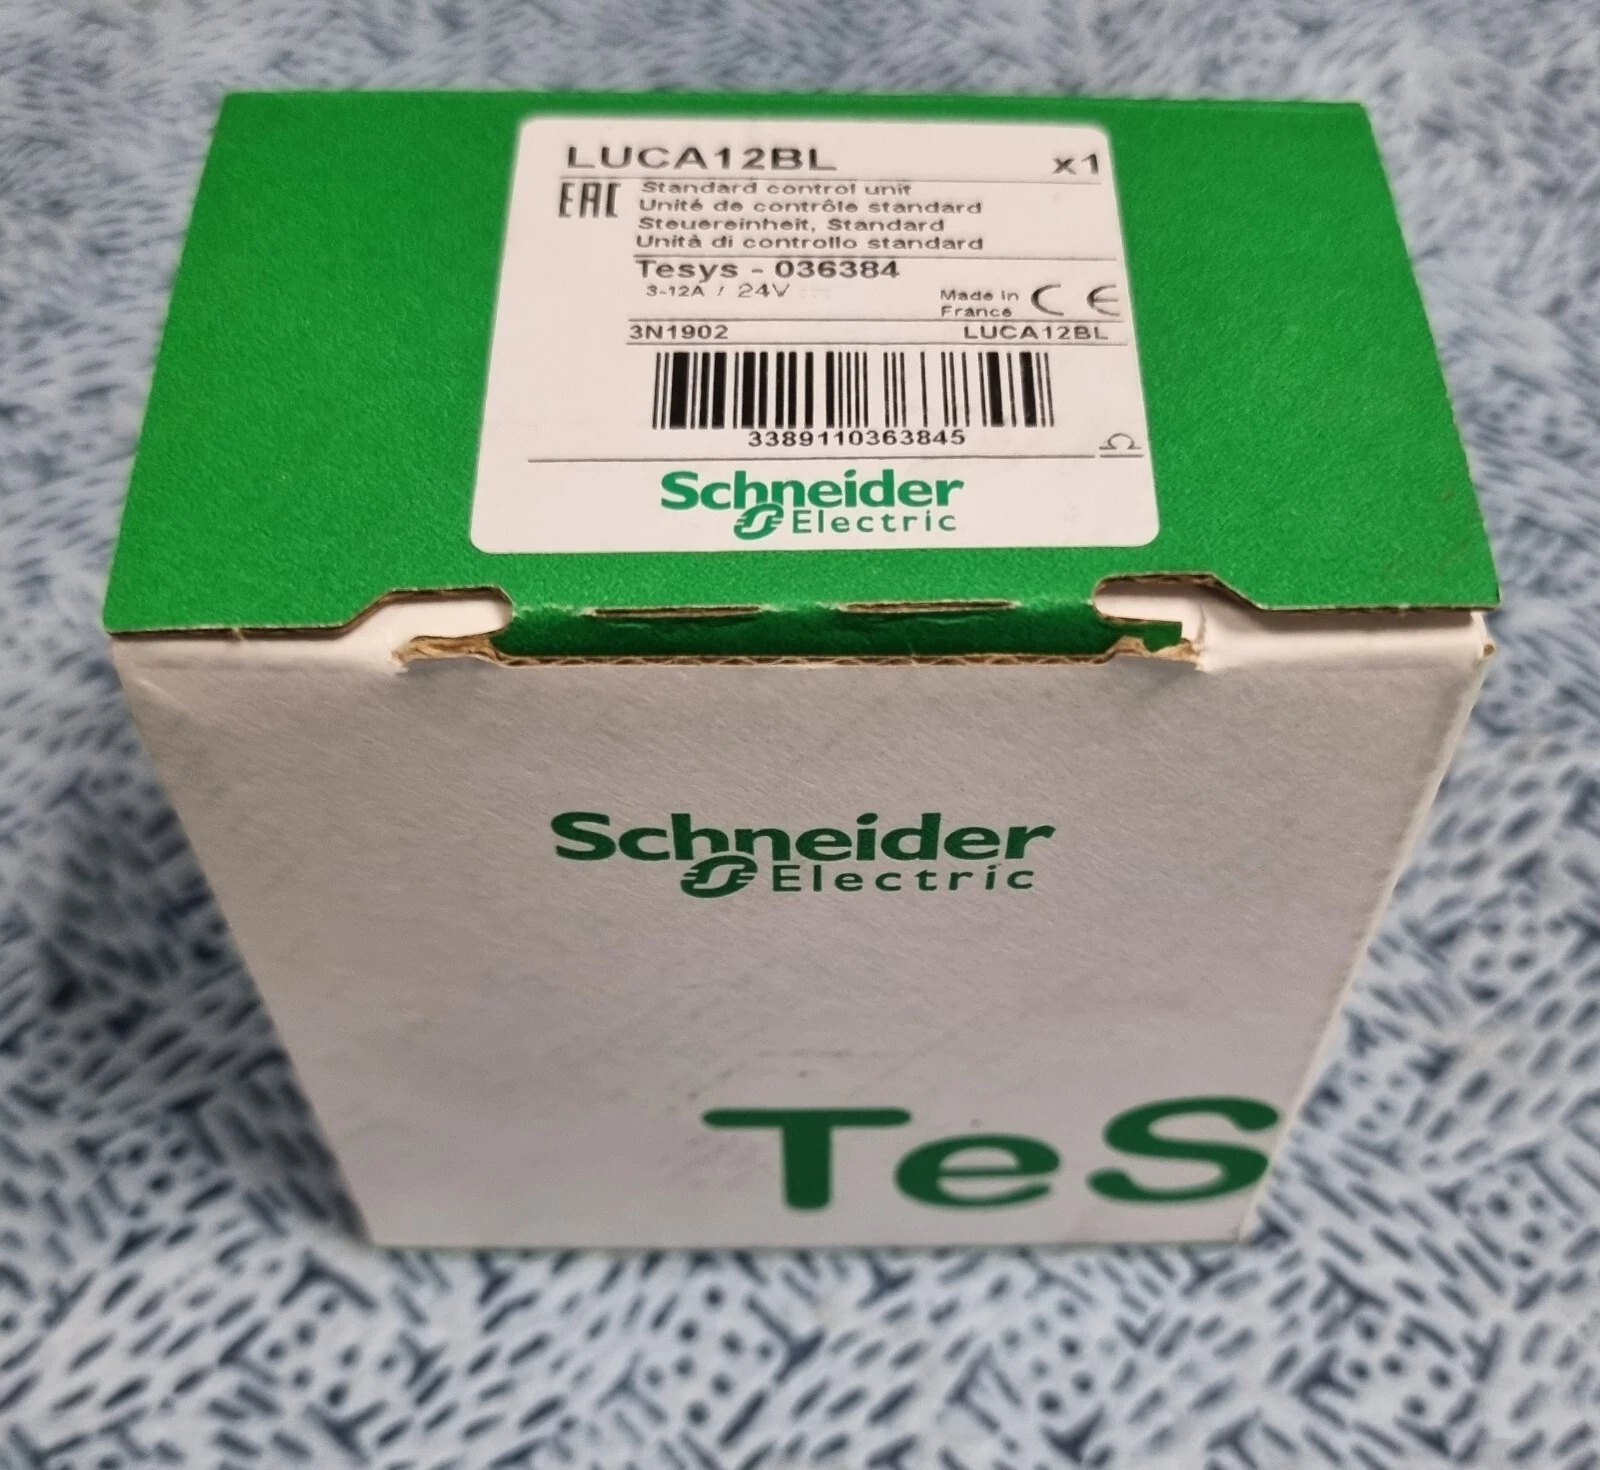 LUCA12BL x1
EAC Standard control unit
Unité de contrôle standard
Steuereinheit, Standard
Unità di controllo standard
Tesys - 036384
3-12A / 24V
Made in
France
CE
3N1902 LUCA12BL
3389110363845
Schneider
Electric
Schneider
Electric
TeS